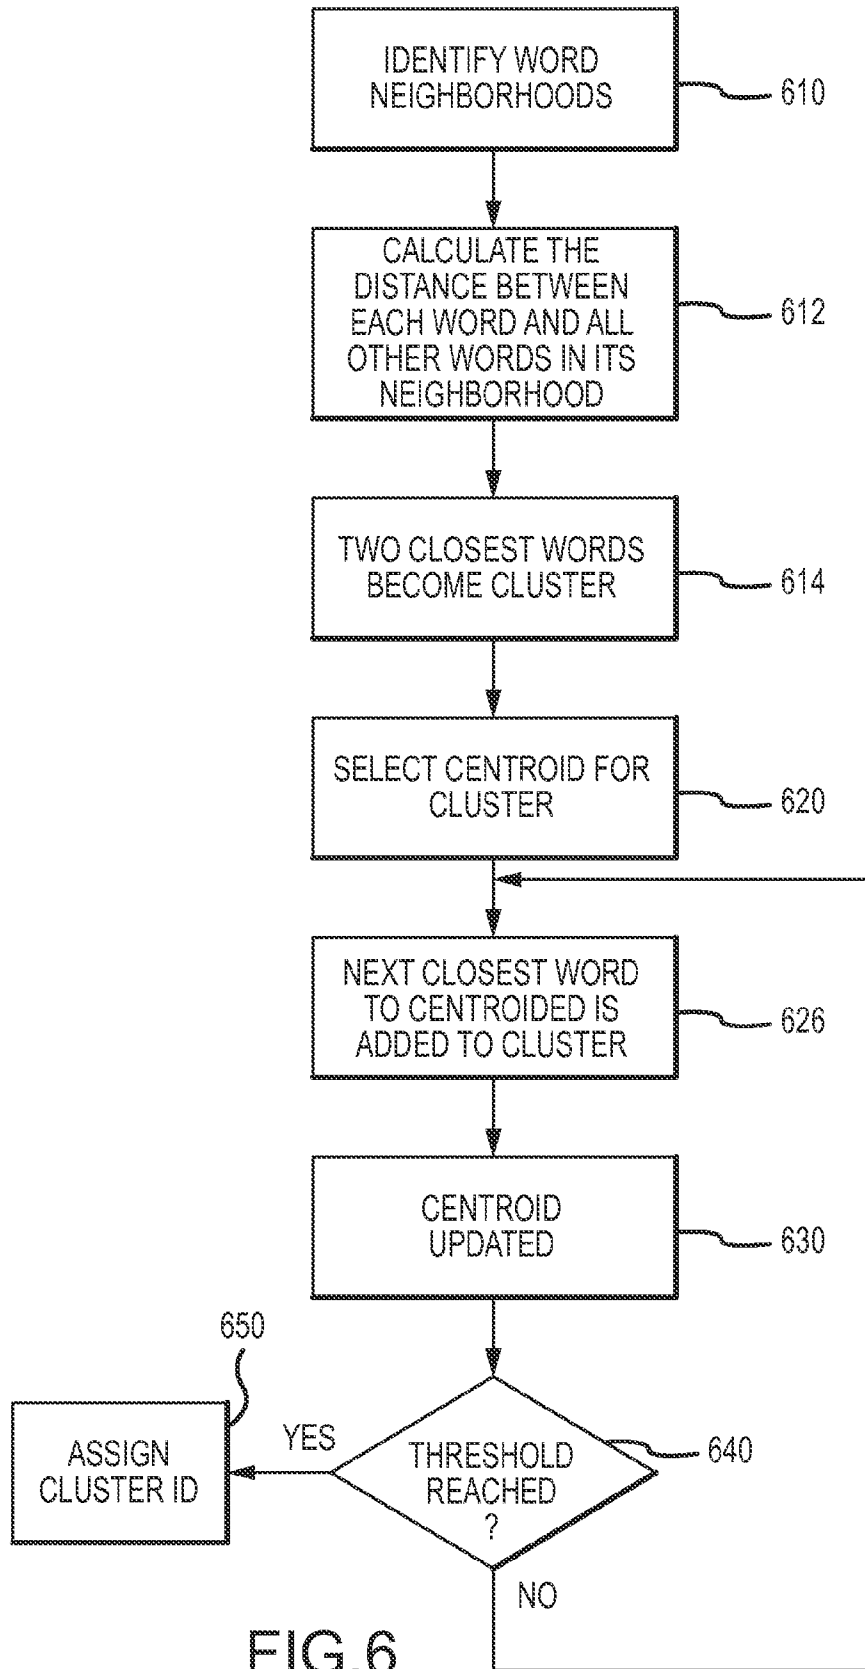 IDENTIFY WORD
NEIGHBORHOODS
610
CALCULATE THE
DISTANCE BETWEEN
EACH WORD AND ALL
OTHER WORDS IN ITS
NEIGHBORHOOD
612
TWO CLOSEST WORDS
BECOME CLUSTER
614
SELECT CENTROID FOR
CLUSTER
620
NEXT CLOSEST WORD
TO CENTROIDED IS
ADDED TO CLUSTER
626
CENTROID
UPDATED
630
650
ASSIGN
CLUSTER ID
YES
THRESHOLD
REACHED
?
640
NO
FIG.6